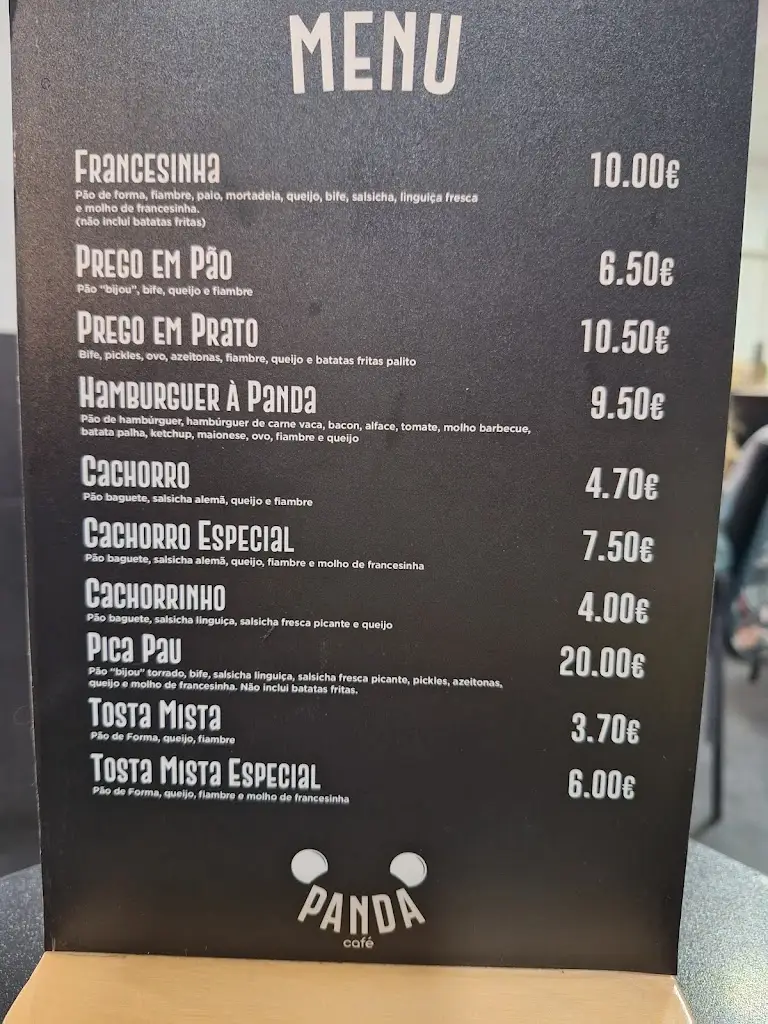 MENU
FRANCESINHA 10.00€
Pão de forma, fiambre, paio, mortadela, queijo, bife, salsicha, linguiça fresca
e molho de francesinha.
(não inclui batatas fritas)
PREGO EM PÃO 6.50€
Pão "bijou", bife, queijo e fiambre
PREGO EM PRATO 10.50€
Bife, pickles, ovo, azeitonas, fiambre, queijo e batatas fritas palito
HAMBURGUER À PANDA 9.50€
Pão de hambúrguer, hambúrguer de carne vaca, bacon, alface, tomate, molho barbecue,
batata palha, ketchup, maionese, ovo, fiambre e queijo
CACHORRO 4.70€
Pão baguete, salsicha alemã, queijo e fiambre
CACHORRO ESPECIAL 7.50€
Pão baguete, salsicha alemã, queijo, fiambre e molho de francesinha
CACHORRINHO 4.00€
Pão baguete, salsicha linguiça, salsicha fresca picante e queijo
PICA PAU 20.00€
Pão "bijou" torrado, bife, salsicha linguiça, salsicha fresca picante, pickles, azeitonas,
queijo e molho de francesinha. Não inclui batatas fritas.
TOSTA MISTA 3.70€
Pão de Forma, queijo, fiambre
TOSTA MISTA ESPECIAL 6.00€
Pão de Forma, queijo, fiambre e molho de francesinha
PANDA
café